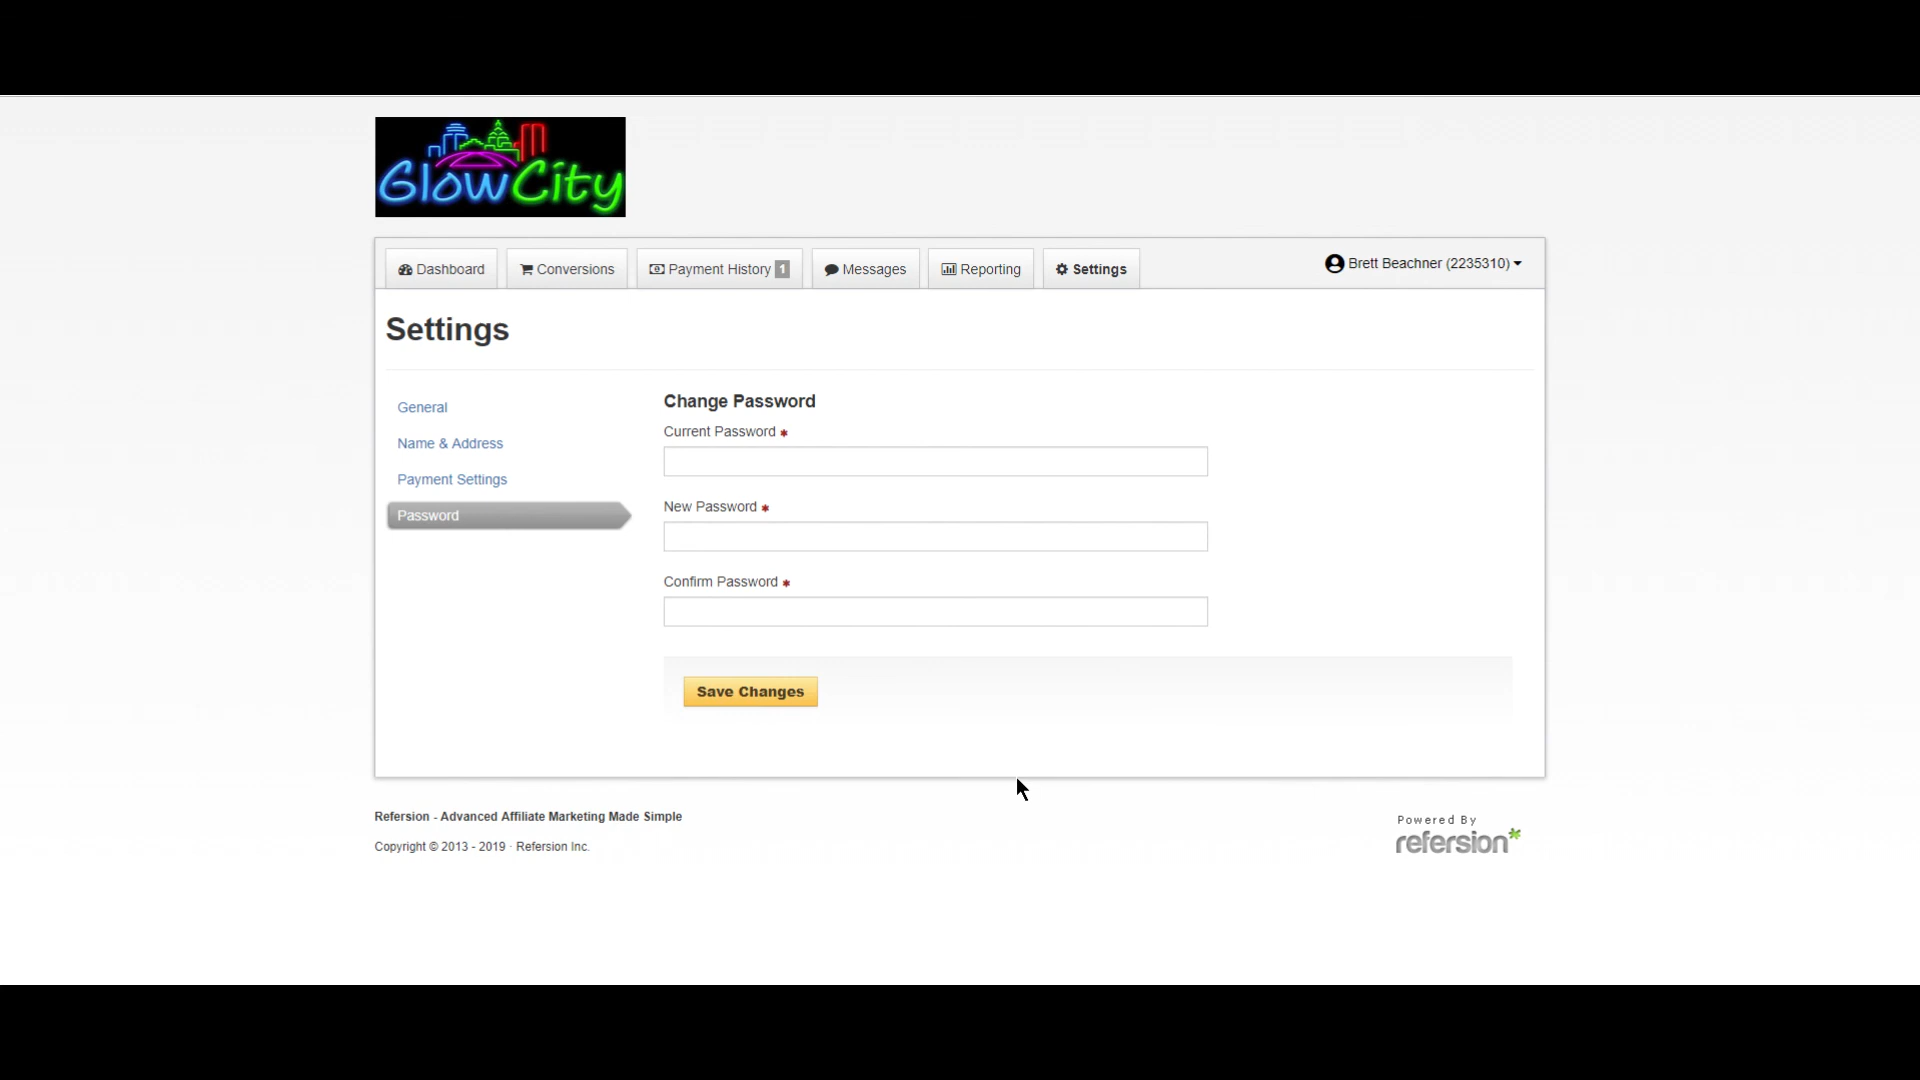 GlowCity
Dashboard Conversions Payment History 1 Messages Reporting Settings Brett Beachner (2235310)
Settings
General
Name & Address
Payment Settings
Password
Change Password
Current Password *
New Password *
Confirm Password *
Save Changes
Refersion - Advanced Affiliate Marketing Made Simple
Copyright © 2013 - 2019 · Refersion Inc.
Powered By
refersion*